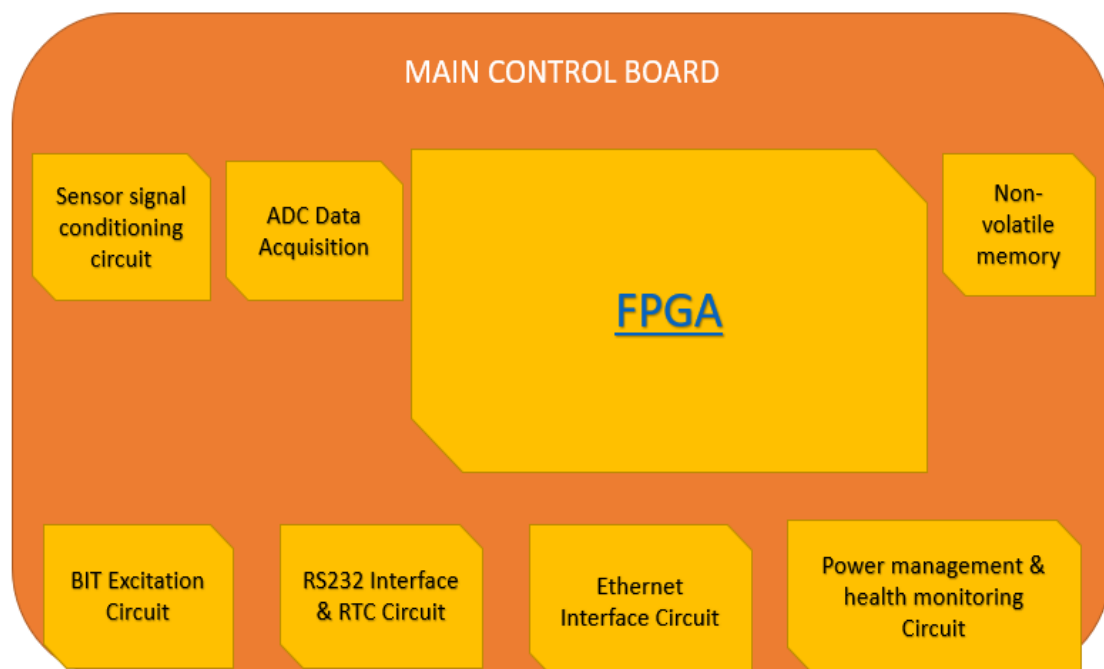 MAIN CONTROL BOARD
Sensor signal
conditioning
circuit
ADC Data
Acquisition
FPGA
Non-
volatile
memory
BIT Excitation
Circuit
RS232 Interface
& RTC Circuit
Ethernet
Interface Circuit
Power management &
health monitoring
Circuit